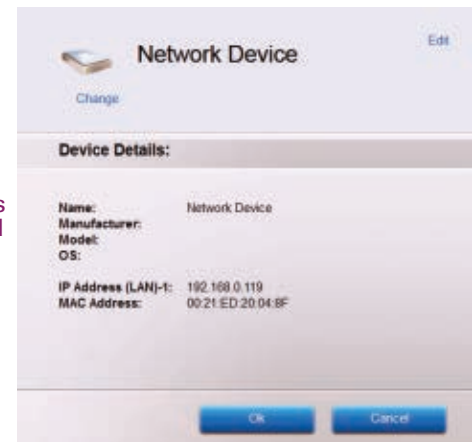 Network Device
Edit
Change
Device Details:
Name: Network Device
Manufacturer:
Model:
OS:
IP Address (LAN)-1: 192.168.0.119
MAC Address: 00:21:ED:20:04:8F
Ok
Cancel